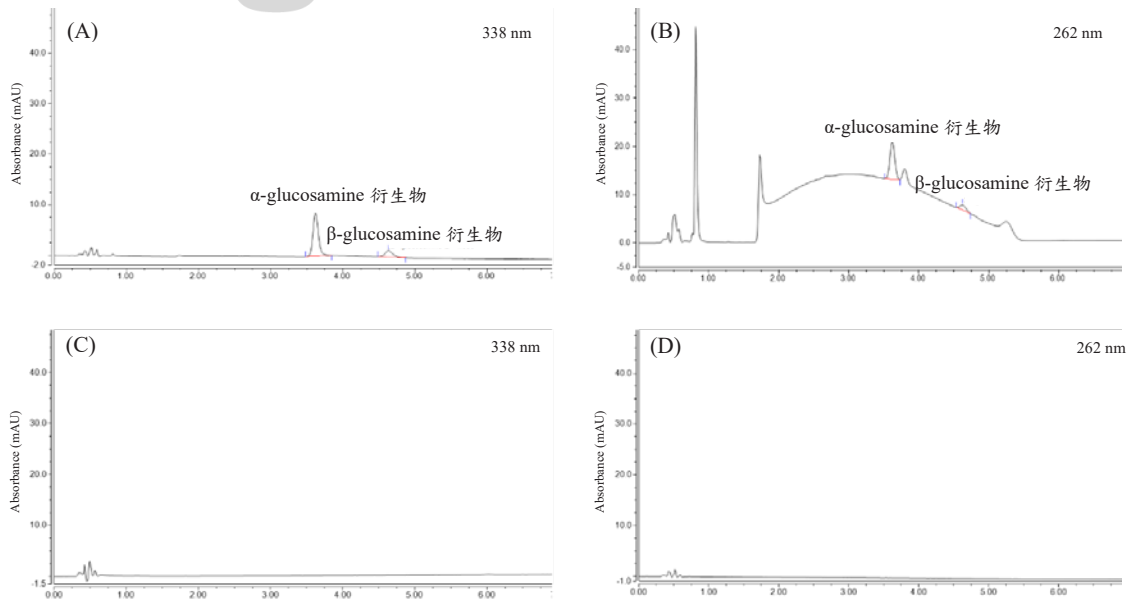 (A)
338 nm
Absorbance (mAU)
40.0
30.0
20.0
10.0
-2.0
α-glucosamine 衍生物
β-glucosamine 衍生物
0.00 1.00 2.00 3.00 4.00 5.00 6.00
(B)
262 nm
Absorbance (mAU)
40.0
30.0
20.0
10.0
0.0
-5.0
α-glucosamine 衍生物
β-glucosamine 衍生物
0.00 1.00 2.00 3.00 4.00 5.00 6.00
(C)
338 nm
Absorbance (mAU)
40.0
30.0
20.0
10.0
-1.5
0.00 1.00 2.00 3.00 4.00 5.00 6.00
(D)
262 nm
Absorbance (mAU)
40.0
30.0
20.0
10.0
-1.0
0.00 1.00 2.00 3.00 4.00 5.00 6.00